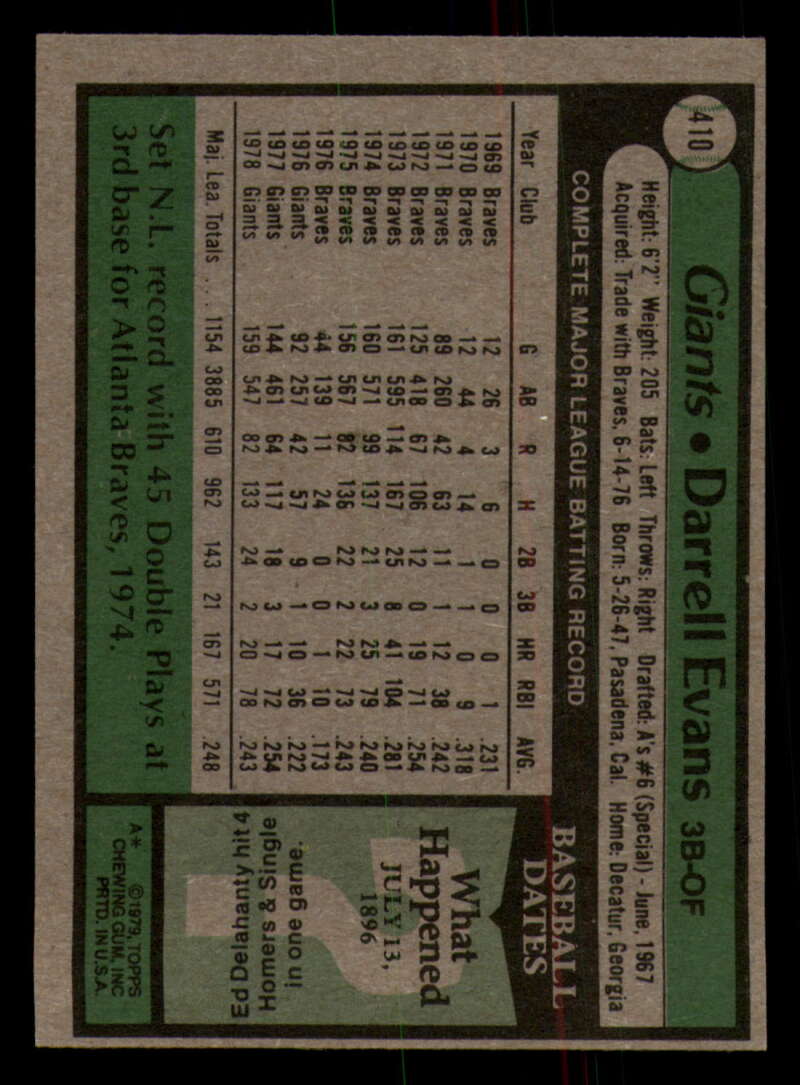 410
Giants • Darrell Evans 3B-OF
Height: 6'2" Weight: 205 Bats: Left Throws: Right Drafted: A's #6 (Special) - June, 1967
Acquired: Trade with Braves, 6-14-76 Born: 5-26-47, Pasadena, Cal. Home: Decatur, Georgia
COMPLETE MAJOR LEAGUE BATTING RECORD
Year Club G AB R H 2B 3B HR RBI AVG.
1969 Braves 12 26 3 6 0 0 0 1 .231
1970 Braves 12 44 4 14 1 1 0 9 .318
1971 Braves 89 260 42 63 11 1 12 38 .242
1972 Braves 125 418 67 106 12 0 19 71 .254
1973 Braves 161 595 114 167 25 8 41 104 .281
1974 Braves 160 571 99 137 21 3 25 79 .240
1975 Braves 156 567 82 136 22 2 22 73 .243
1976 Braves 44 139 11 24 0 0 1 10 .173
1976 Giants 92 257 42 57 9 1 10 36 .222
1977 Giants 144 461 64 117 18 3 17 72 .254
1978 Giants 159 547 82 133 24 2 20 78 .243
Maj. Lea. Totals . . . 1154 3885 610 962 143 21 167 571 .248
Set N.L. record with 45 Double Plays at
3rd base for Atlanta Braves, 1974.
BASEBALL
DATES
What
Happened
JULY 13,
1896
?
Ed Delahanty hit 4
Homers & Single
in one game.
A* ©1979, TOPPS
CHEWING GUM, INC
PRTD. IN U.S.A.